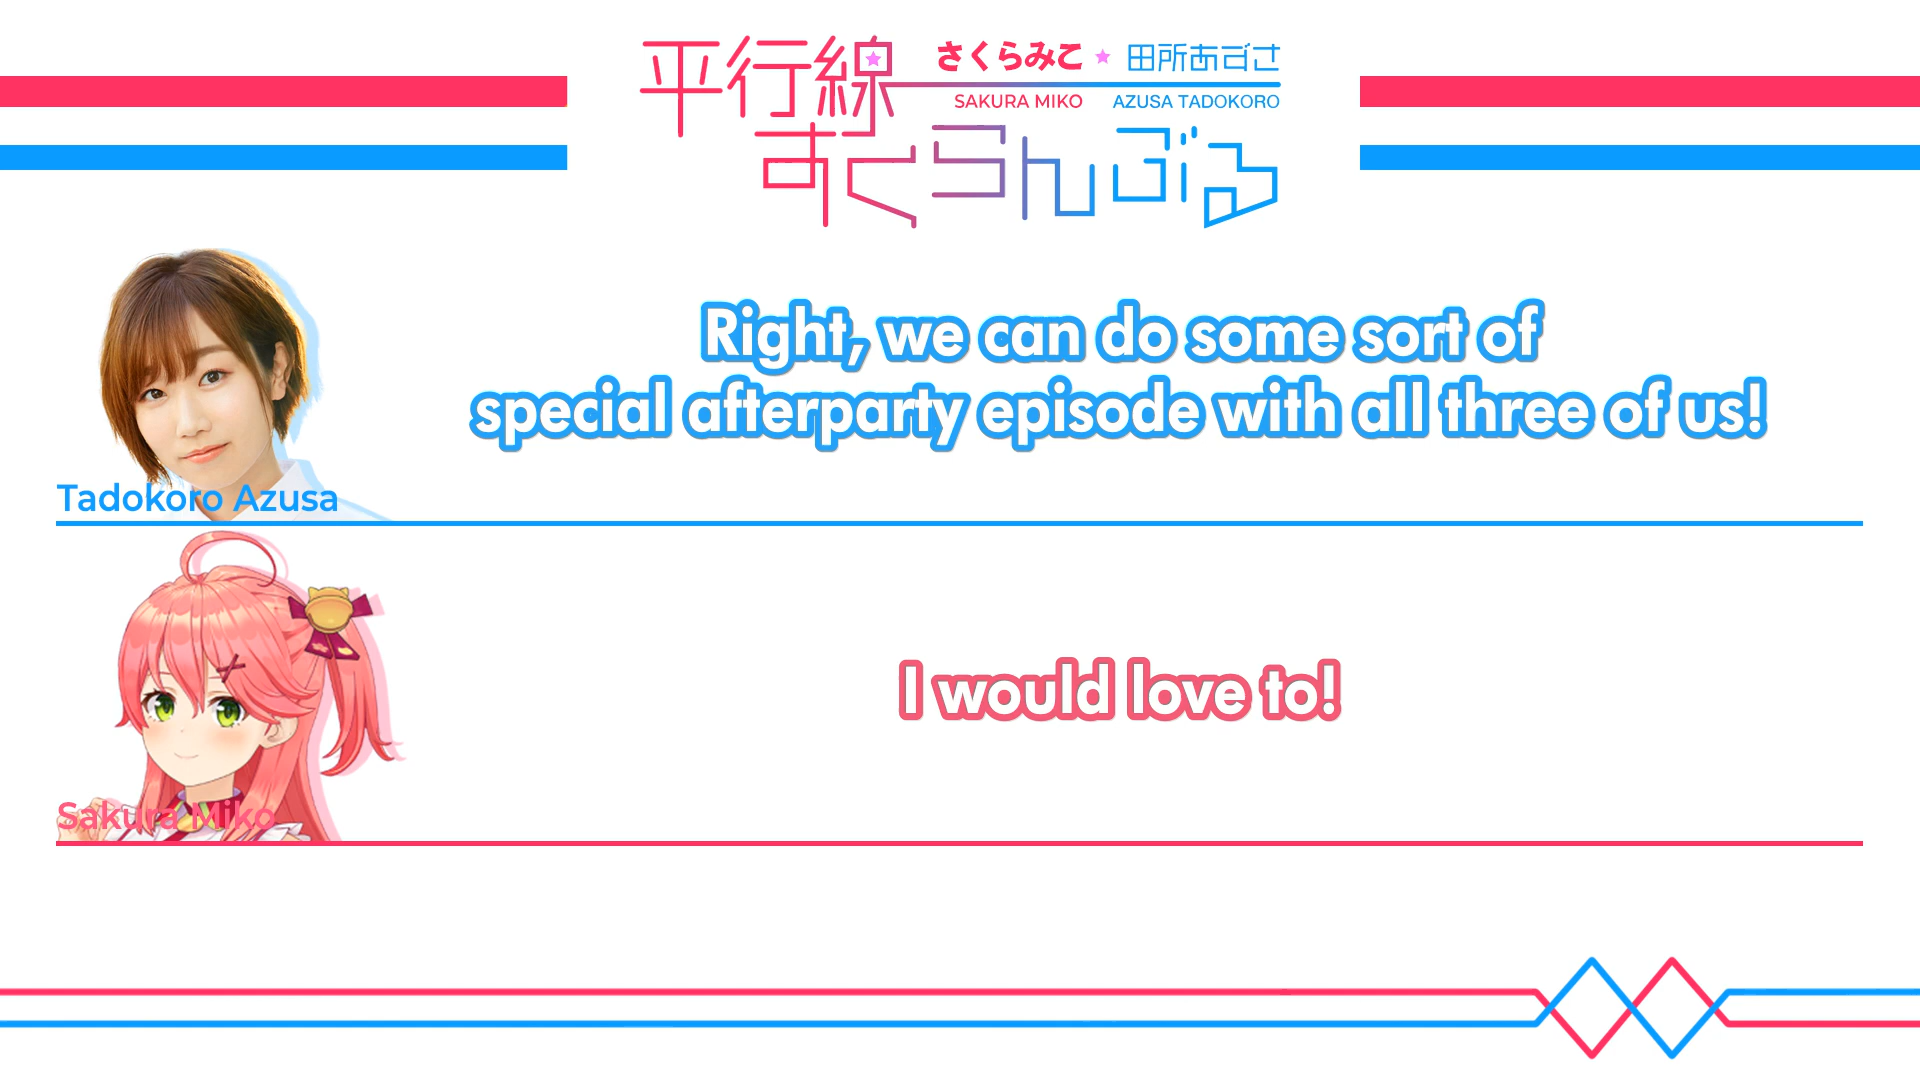 平行線
さくらみこ★田所あずさ
SAKURA MIKO AZUSA TADOKORO
すくらんぶる
Right, we can do some sort of
special afterparty episode with all three of us!
Tadokoro Azusa
I would love to!
Sakura Miko